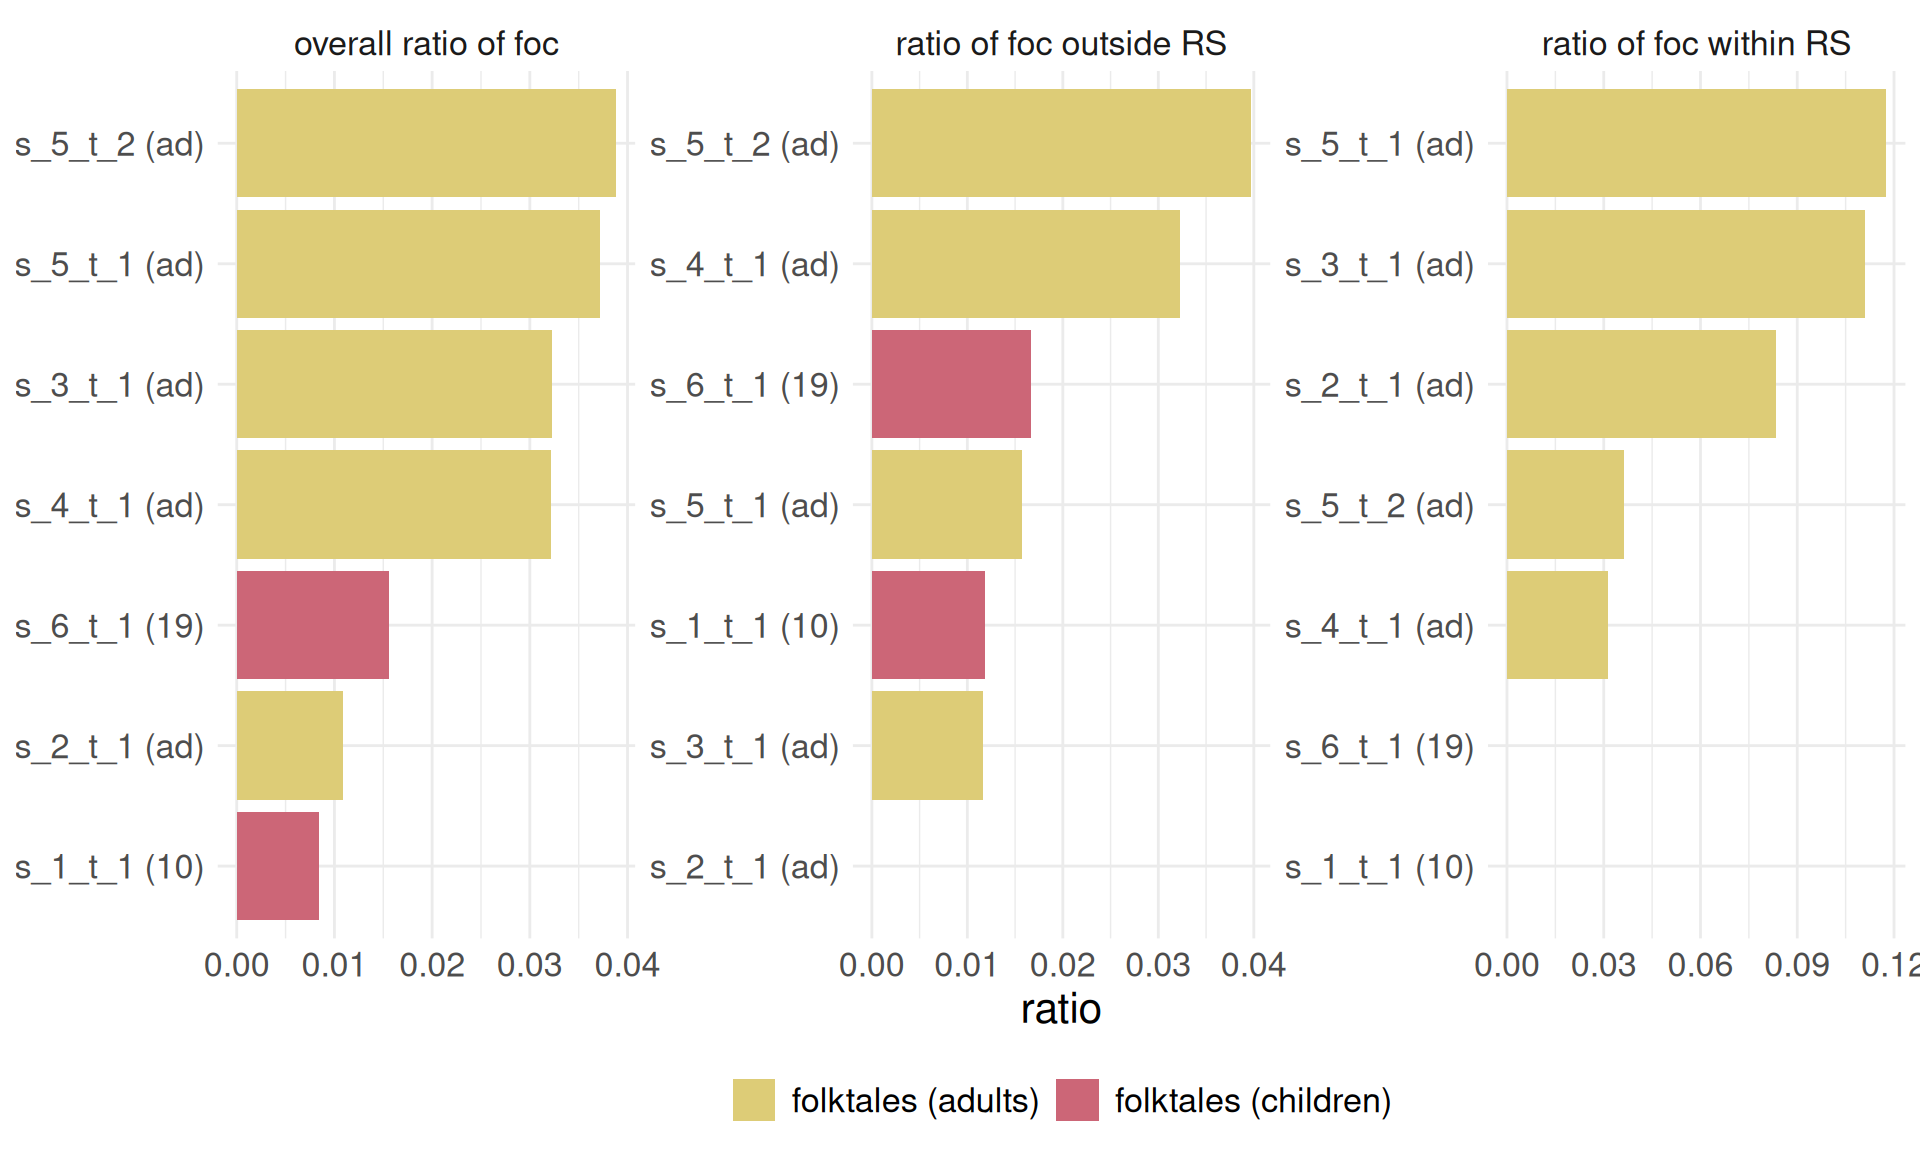 overall ratio of foc
s_5_t_2 (ad)
s_5_t_1 (ad)
s_3_t_1 (ad)
s_4_t_1 (ad)
s_6_t_1 (19)
s_2_t_1 (ad)
s_1_t_1 (10)
0.00 0.01 0.02 0.03 0.04
ratio of foc outside RS
s_5_t_2 (ad)
s_4_t_1 (ad)
s_6_t_1 (19)
s_5_t_1 (ad)
s_1_t_1 (10)
s_3_t_1 (ad)
s_2_t_1 (ad)
0.00 0.01 0.02 0.03 0.04
ratio of foc within RS
s_5_t_1 (ad)
s_3_t_1 (ad)
s_2_t_1 (ad)
s_5_t_2 (ad)
s_4_t_1 (ad)
s_6_t_1 (19)
s_1_t_1 (10)
0.00 0.03 0.06 0.09 0.12
ratio
folktales (adults) folktales (children)